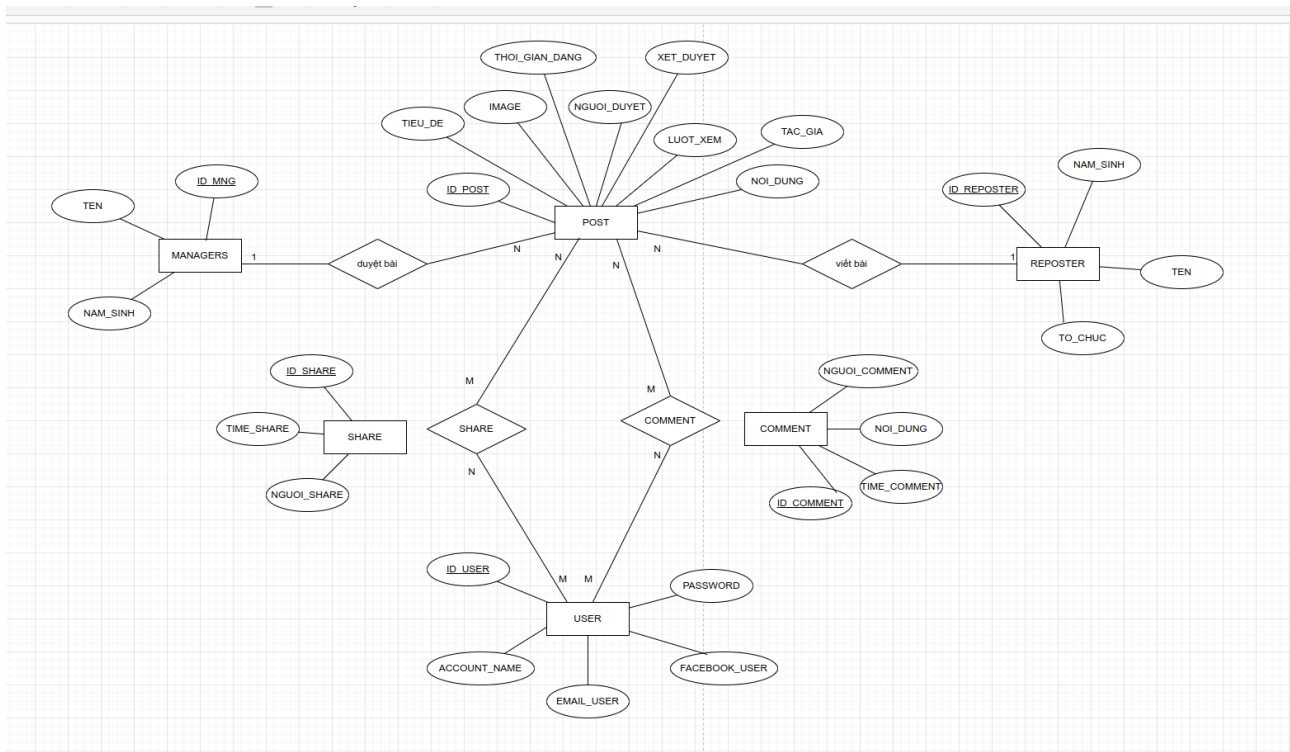 THOI_GIAN_DANG
XET_DUYET
IMAGE
NGUOI_DUYET
TIEU_DE
LUOT_XEM
TAC_GIA
NOI_DUNG
ID_POST
POST
ID_MNG
TEN
MANAGERS
NAM_SINH
1
duyệt bài
N
N
N
N
viết bài
1
REPOSTER
ID_REPOSTER
NAM_SINH
TEN
TO_CHUC
ID_SHARE
TIME_SHARE
SHARE
NGUOI_SHARE
M
SHARE
N
M
COMMENT
N
NGUOI_COMMENT
COMMENT
NOI_DUNG
TIME_COMMENT
ID_COMMENT
M
M
ID_USER
USER
PASSWORD
ACCOUNT_NAME
EMAIL_USER
FACEBOOK_USER